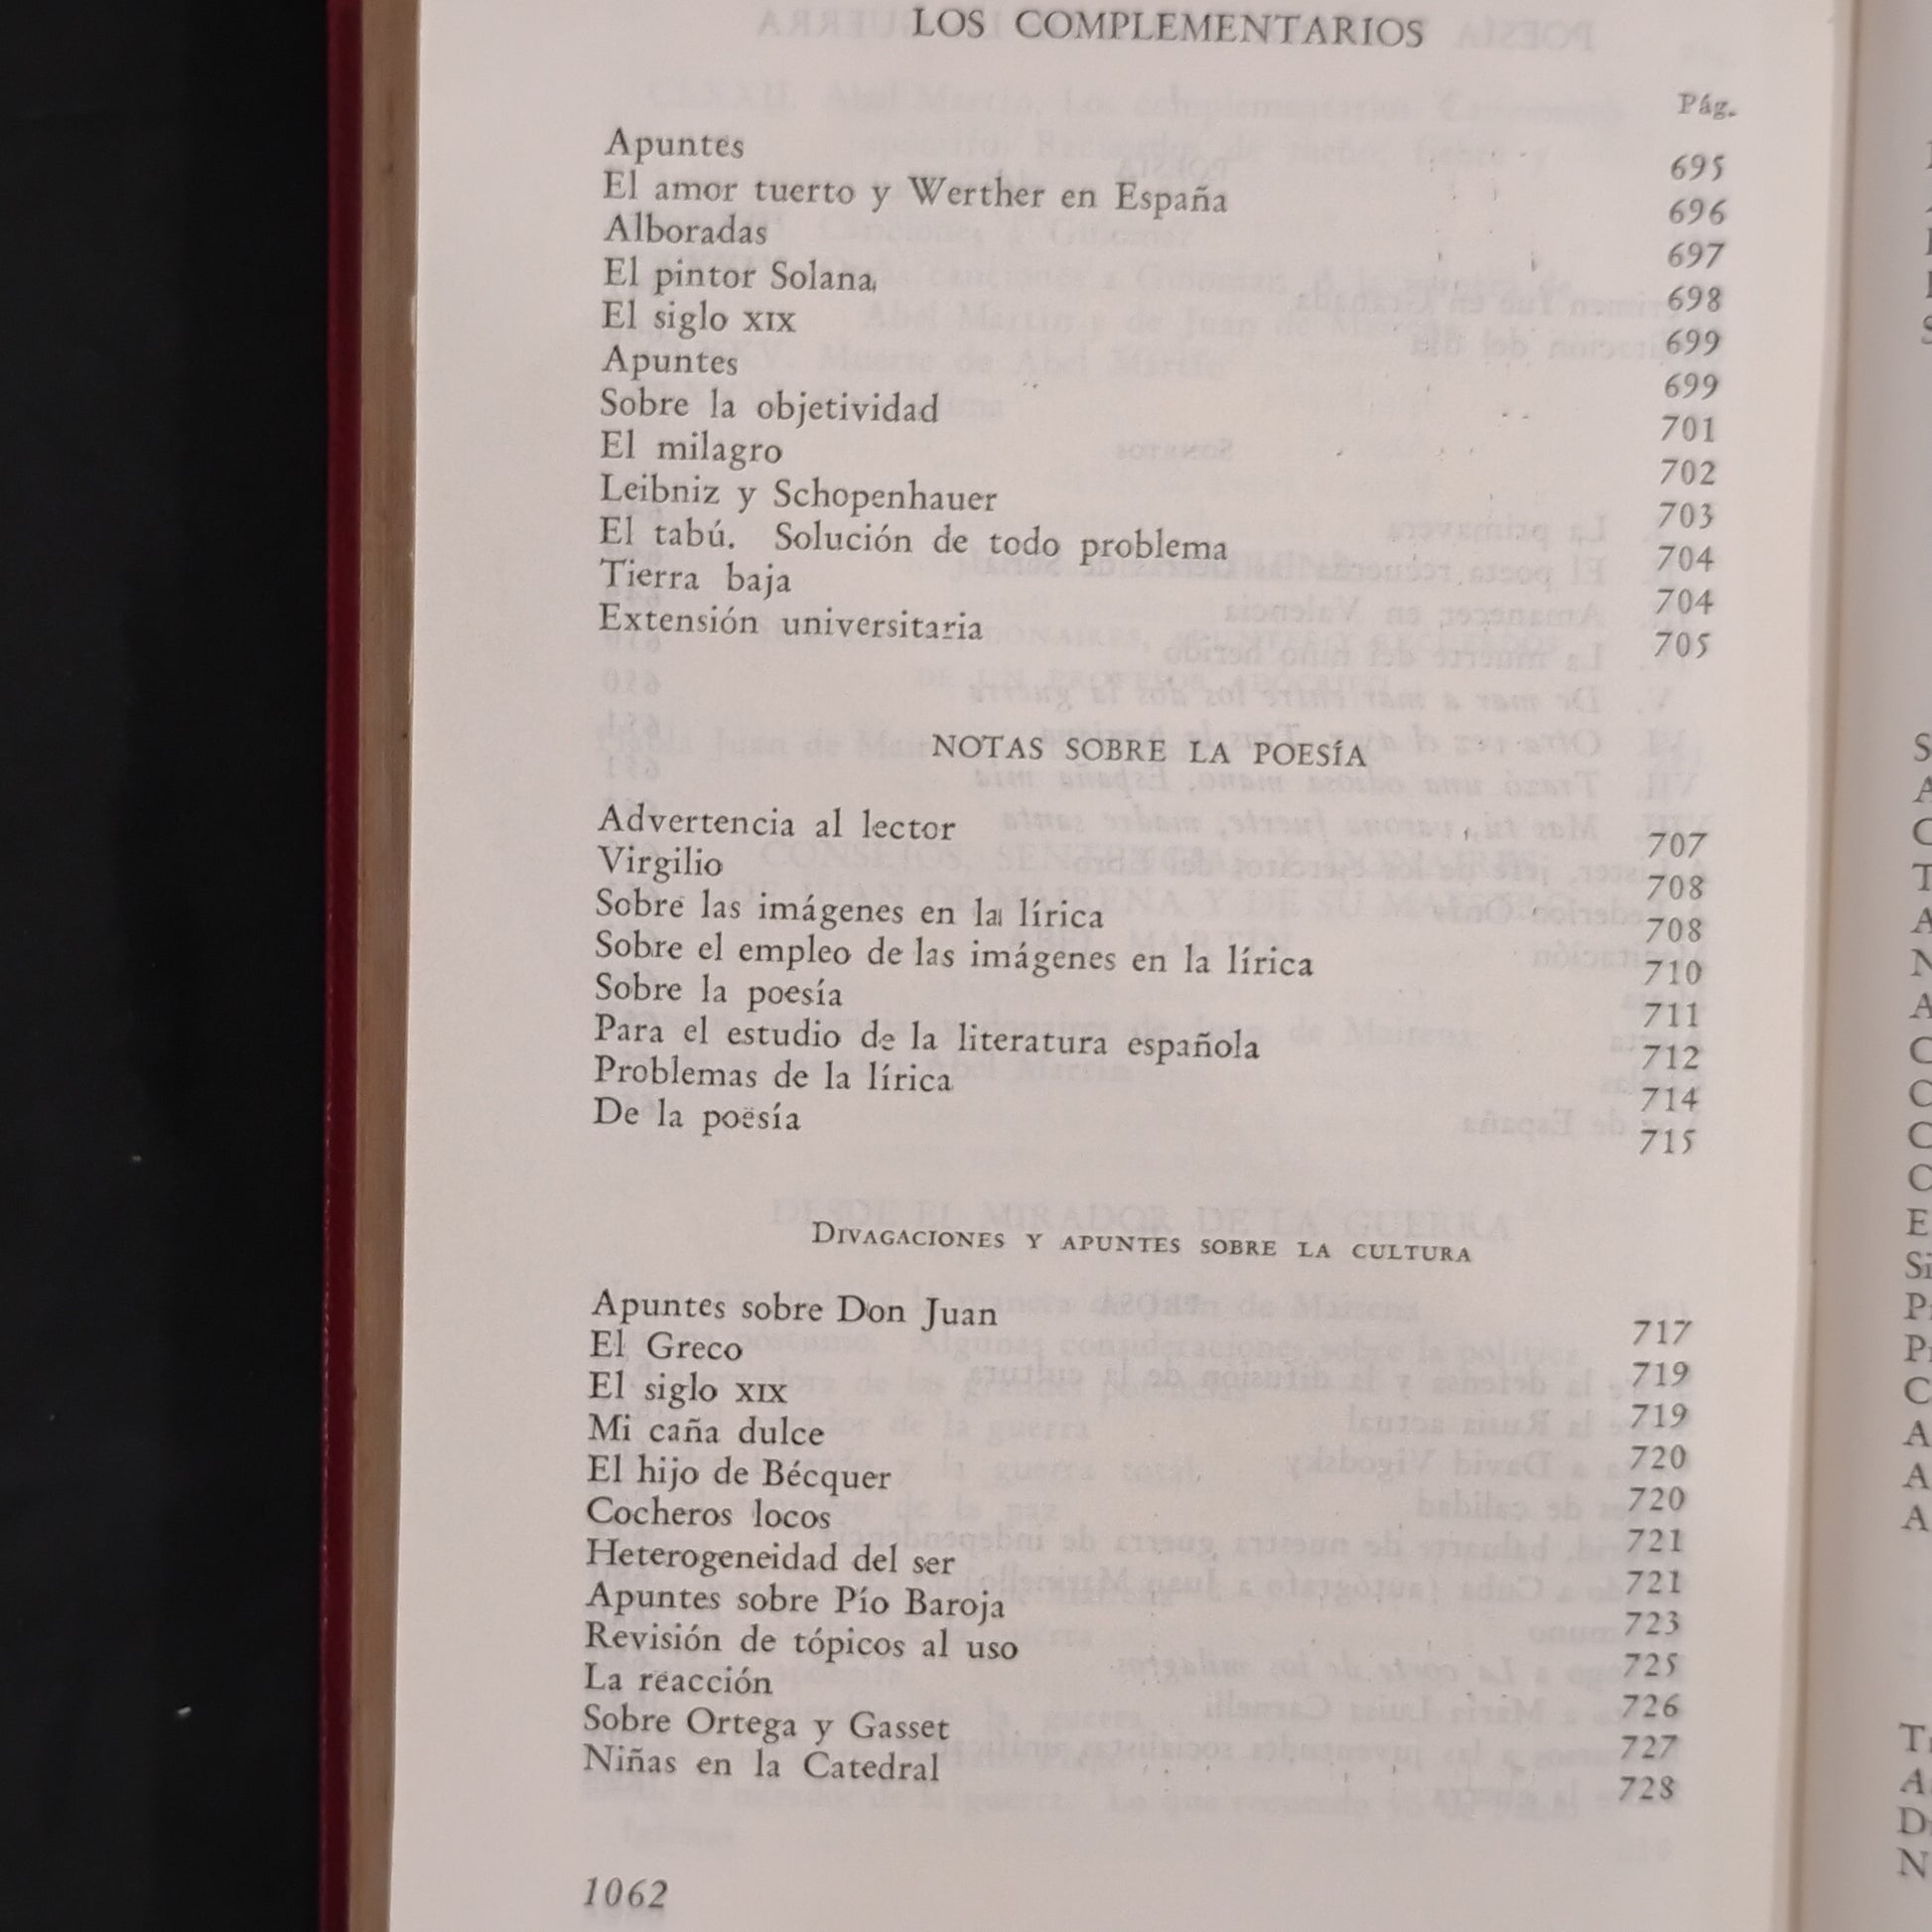 LOS COMPLEMENTARIOS
Pág.
Apuntes 695
El amor tuerto y Werther en España 696
Alboradas 697
El pintor Solana 698
El siglo XIX 699
Apuntes 699
Sobre la objetividad 701
El milagro 702
Leibniz y Schopenhauer 703
El tabú. Solución de todo problema 704
Tierra baja 704
Extensión universitaria 705
NOTAS SOBRE LA POESÍA
Advertencia al lector 707
Virgilio 708
Sobre las imágenes en la lírica 708
Sobre el empleo de las imágenes en la lírica 710
Sobre la poesía 711
Para el estudio de la literatura española 712
Problemas de la lírica 714
De la poesía 715
DIVAGACIONES Y APUNTES SOBRE LA CULTURA
Apuntes sobre Don Juan 717
El Greco 719
El siglo XIX 719
Mi caña dulce 720
El hijo de Bécquer 720
Cocheros locos 721
Heterogeneidad del ser 721
Apuntes sobre Pío Baroja 723
Revisión de tópicos al uso 725
La reacción 726
Sobre Ortega y Gasset 727
Niñas en la Catedral 728
1062